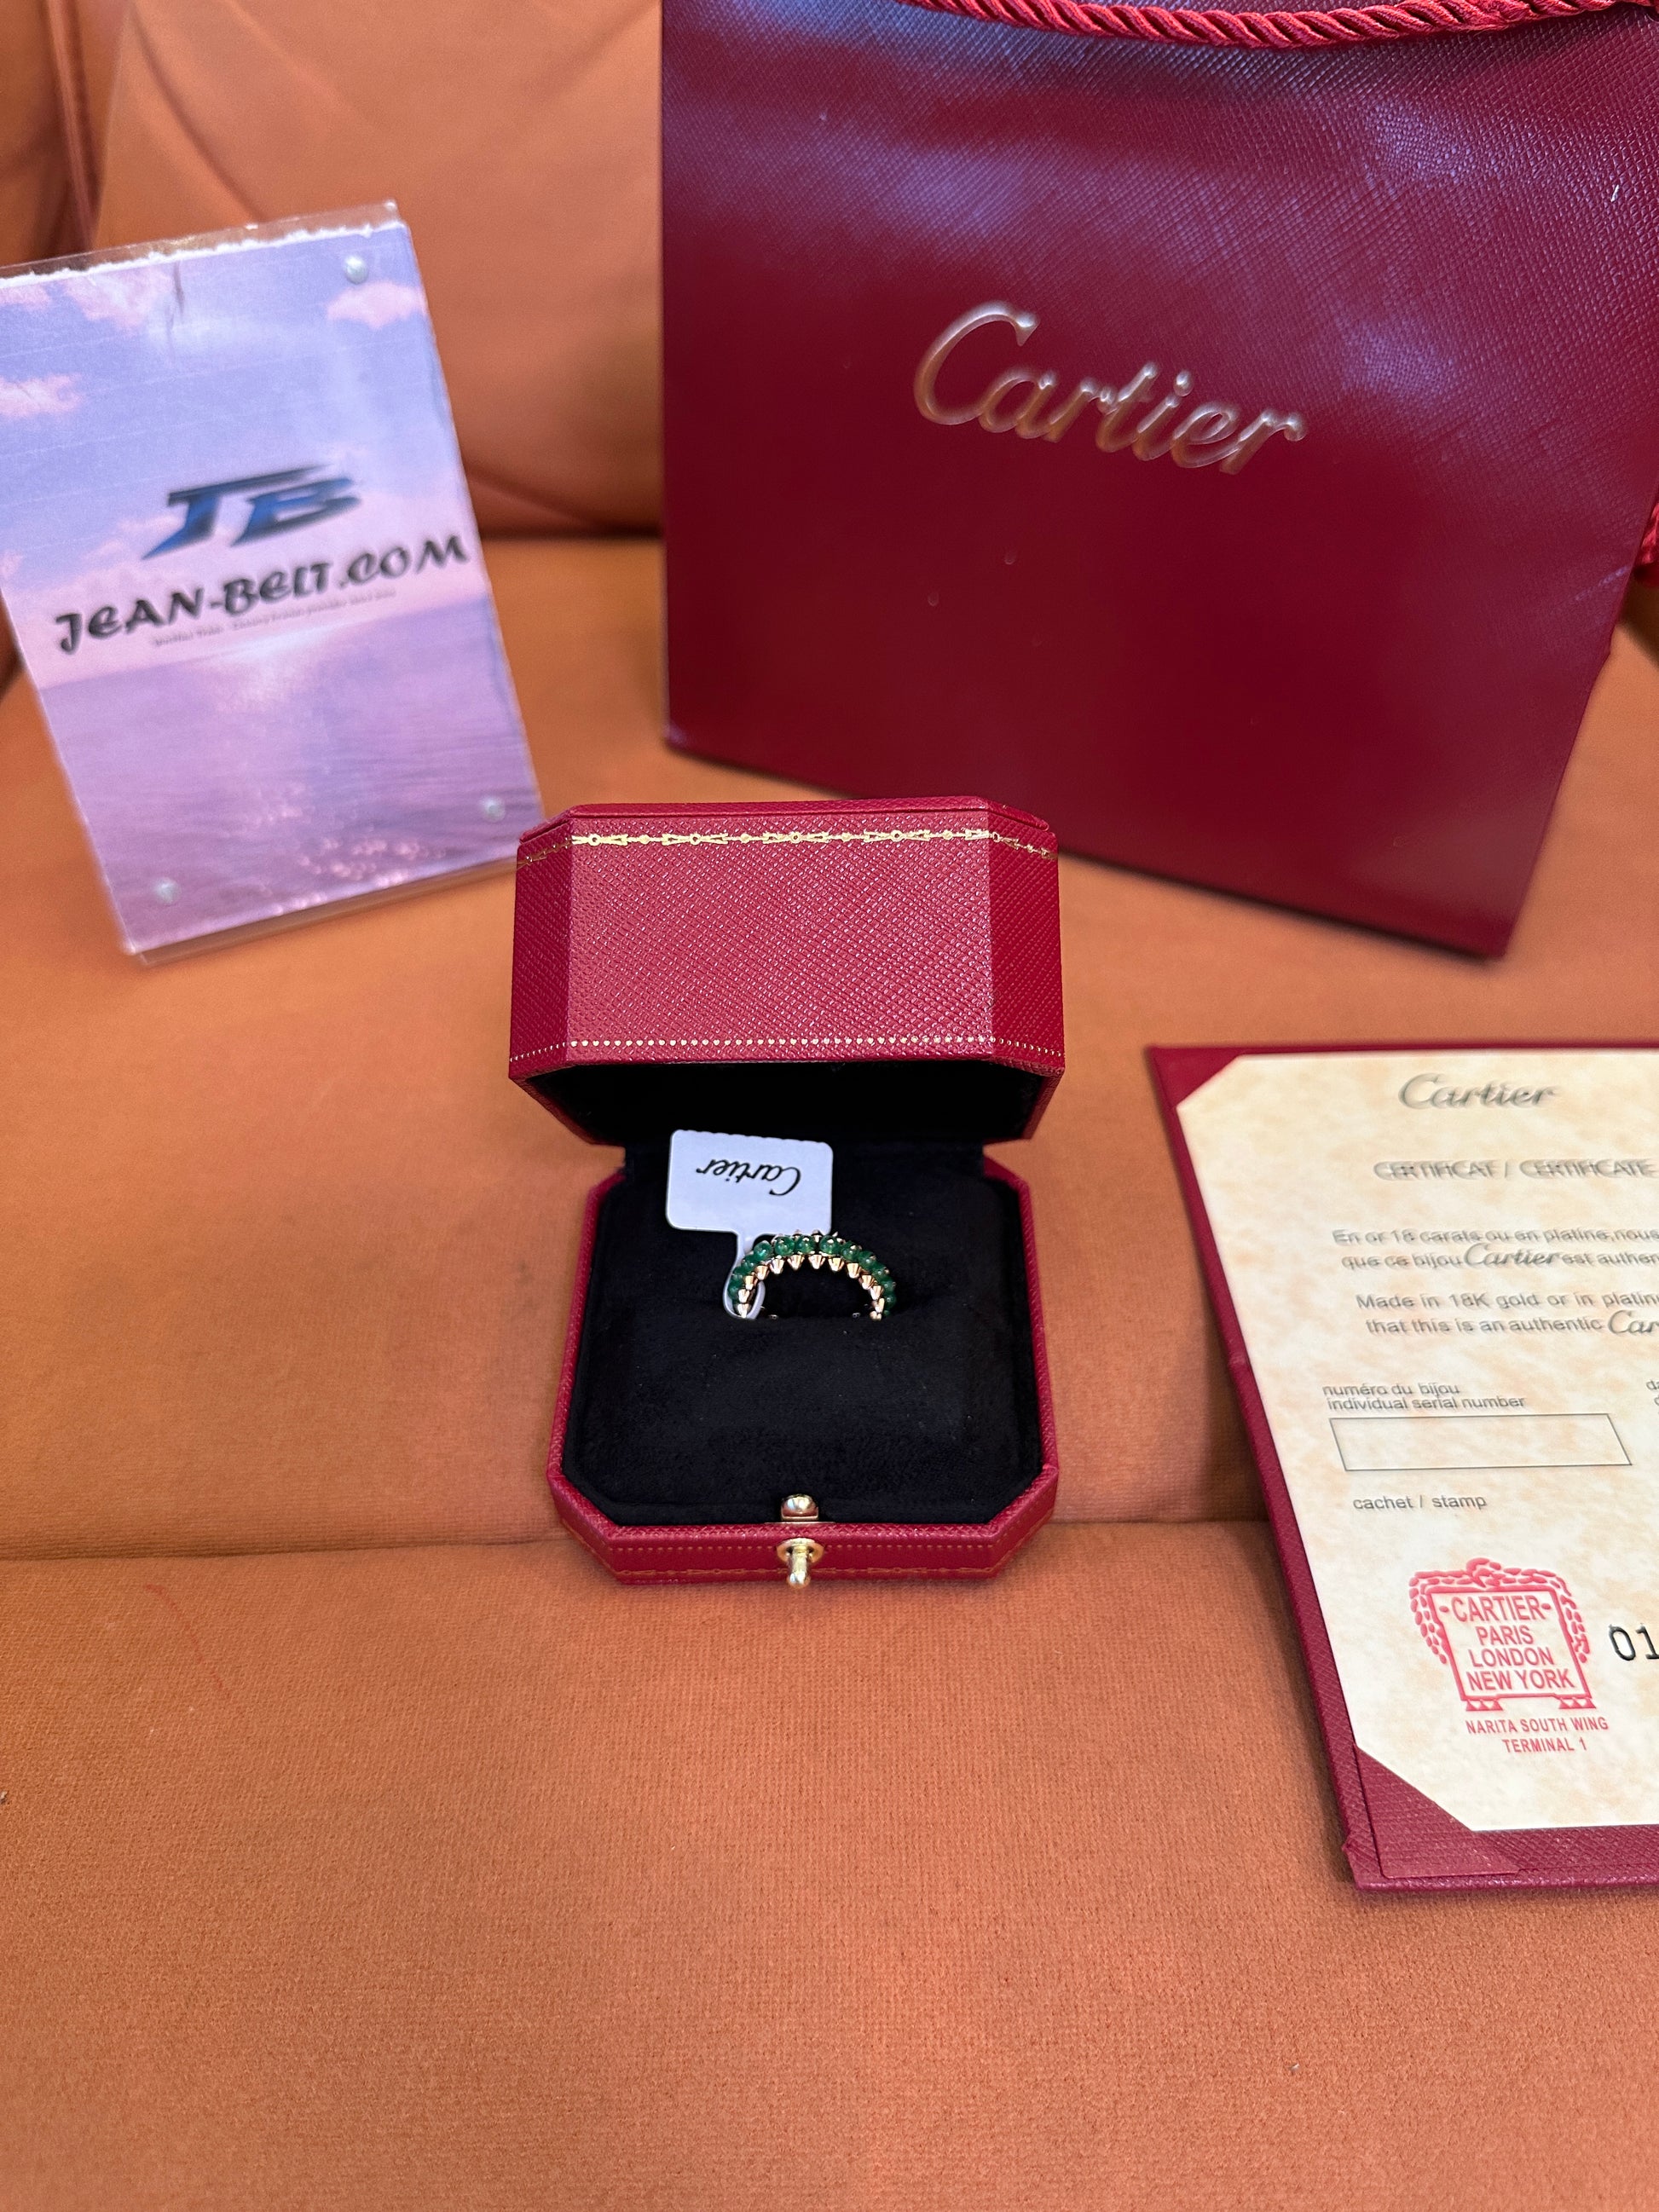 Cartier
JB
JEAN-BELT.COM
Cartier
Cartier
CERTIFICAT / CERTIFICATE
En or 18 carats ou en platine, nous
que ce bijou Cartier est authen
Made in 18K gold or in platin
that this is an authentic Car
numéro du bijou
individual serial number
cachet / stamp
-CARTIER-
PARIS
LONDON
NEW YORK
01
NARITA SOUTH WING
TERMINAL 1